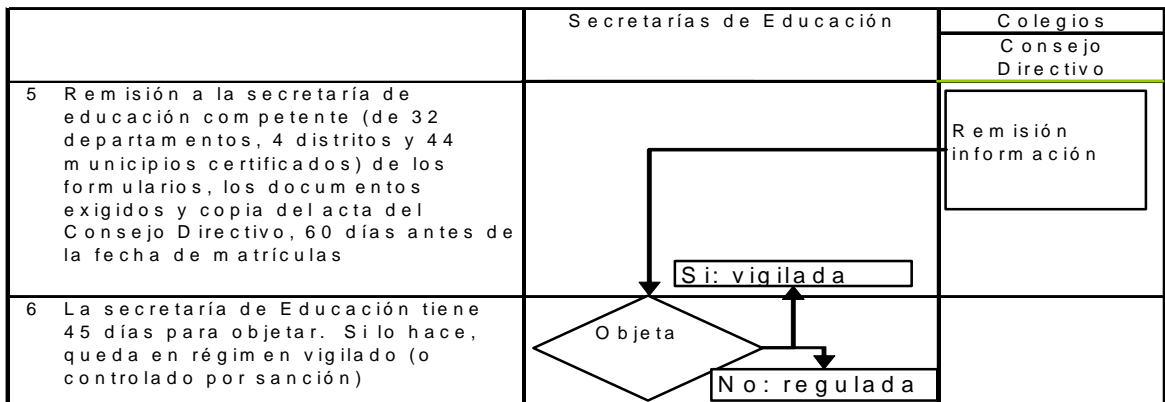 Secretarías de Educación
Colegios
Consejo
Directivo
5 Remisión a la secretaría de
educación competente (de 32
departamentos, 4 distritos y 44
municipios certificados) de los
formularios, los documentos
exigidos y copia del acta del
Consejo Directivo, 60 días antes de
la fecha de matrículas
Remisión
información
Si: vigilada
6 La secretaría de Educación tiene
45 días para objetar. Si lo hace,
queda en régimen vigilado (o
controlado por sanción)
Objeta
No: regulada